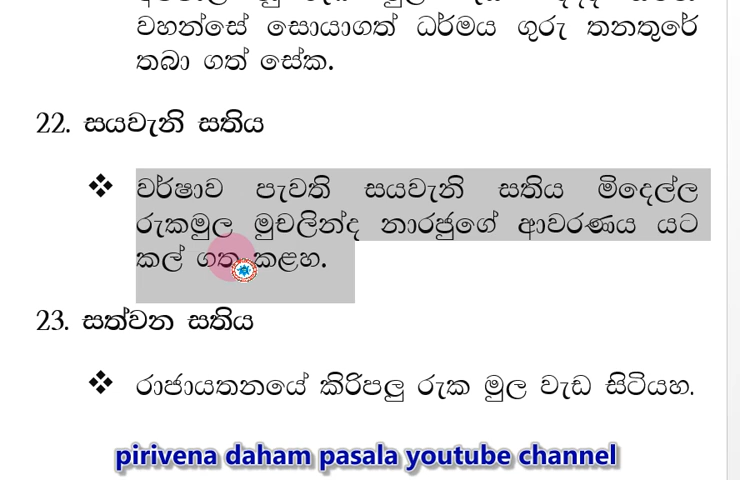 වහන්සේ සොයාගත් ධර්මය ගුරු තනතුරේ
තබා ගත් සේක.
22. සයවැනි සතිය
❖ වර්ෂාව පැවති සයවැනි සතිය මිදෙල්ල
රුකමුල මුචලින්ද නාරජුගේ ආවරණය යට
කල් ගත කළහ.
23. සත්වන සතිය
❖ රාජායතනයේ කිරිපලු රුක මුල වැඩ සිටියහ.
pirivena daham pasala youtube channel